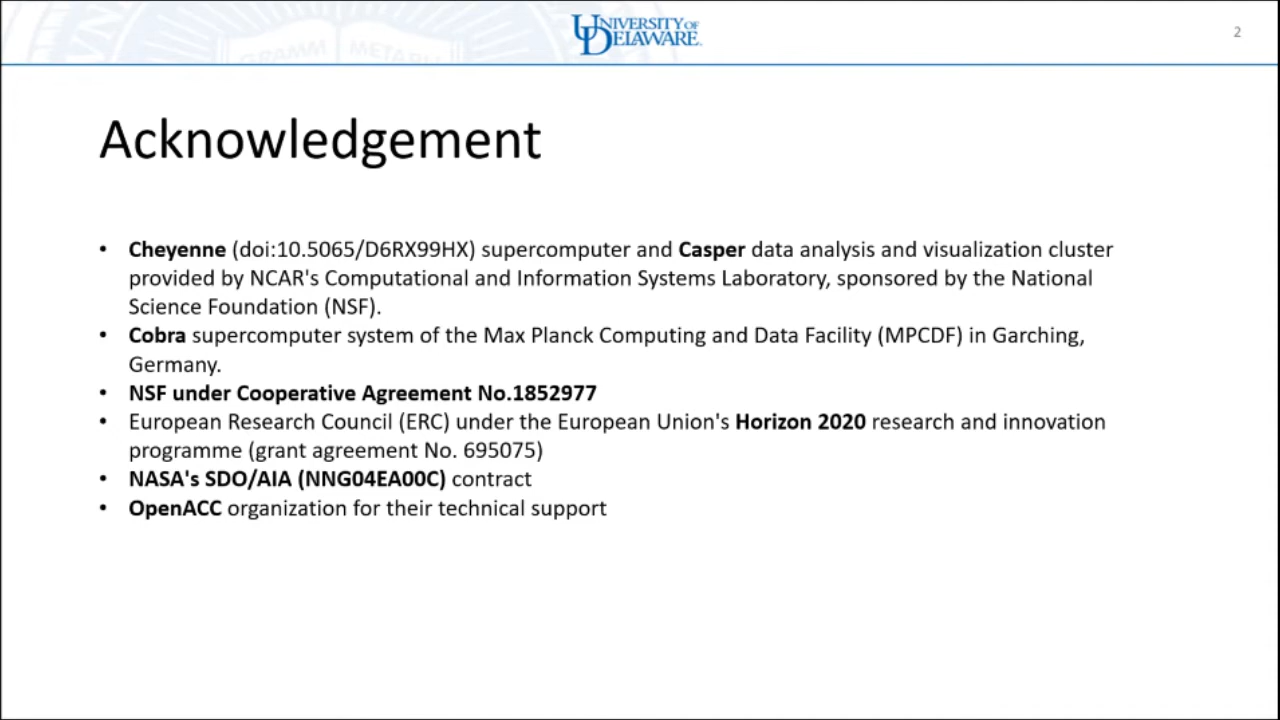 GRAMM METAPH
UNIVERSITY OF
DELAWARE.
2
Acknowledgement
• Cheyenne (doi:10.5065/D6RX99HX) supercomputer and Casper data analysis and visualization cluster
provided by NCAR's Computational and Information Systems Laboratory, sponsored by the National
Science Foundation (NSF).
• Cobra supercomputer system of the Max Planck Computing and Data Facility (MPCDF) in Garching,
Germany.
• NSF under Cooperative Agreement No.1852977
• European Research Council (ERC) under the European Union's Horizon 2020 research and innovation
programme (grant agreement No. 695075)
• NASA's SDO/AIA (NNG04EA00C) contract
• OpenACC organization for their technical support